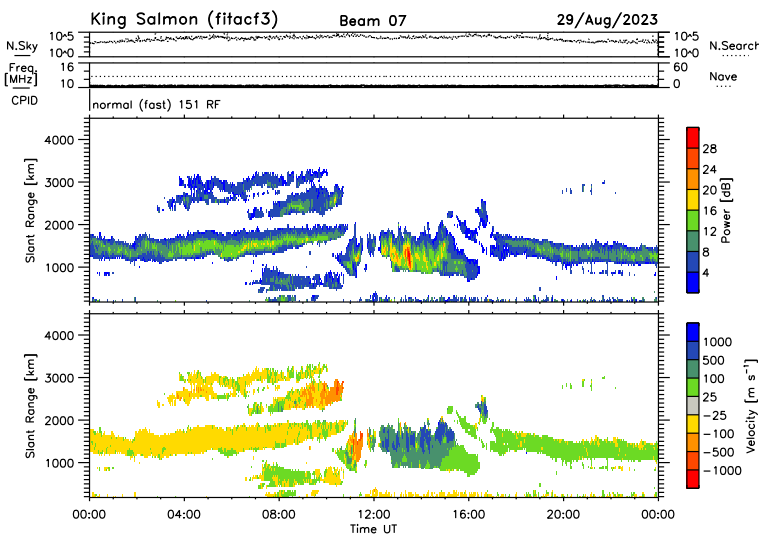 King Salmon (fitacf3) Beam 07 29/Aug/2023
N.Sky 10^5 10^0 10^5 10^0 N.Search
Freq [MHz] 16 10 60 0 Nave
CPID normal (fast) 151 RF
Slant Range [km] 4000 3000 2000 1000
28 24 20 16 12 8 4 Power [dB]
Slant Range [km] 4000 3000 2000 1000
1000 500 100 25 −25 −100 −500 −1000 Velocity [m s⁻¹]
00:00 04:00 08:00 12:00 16:00 20:00 00:00
Time UT